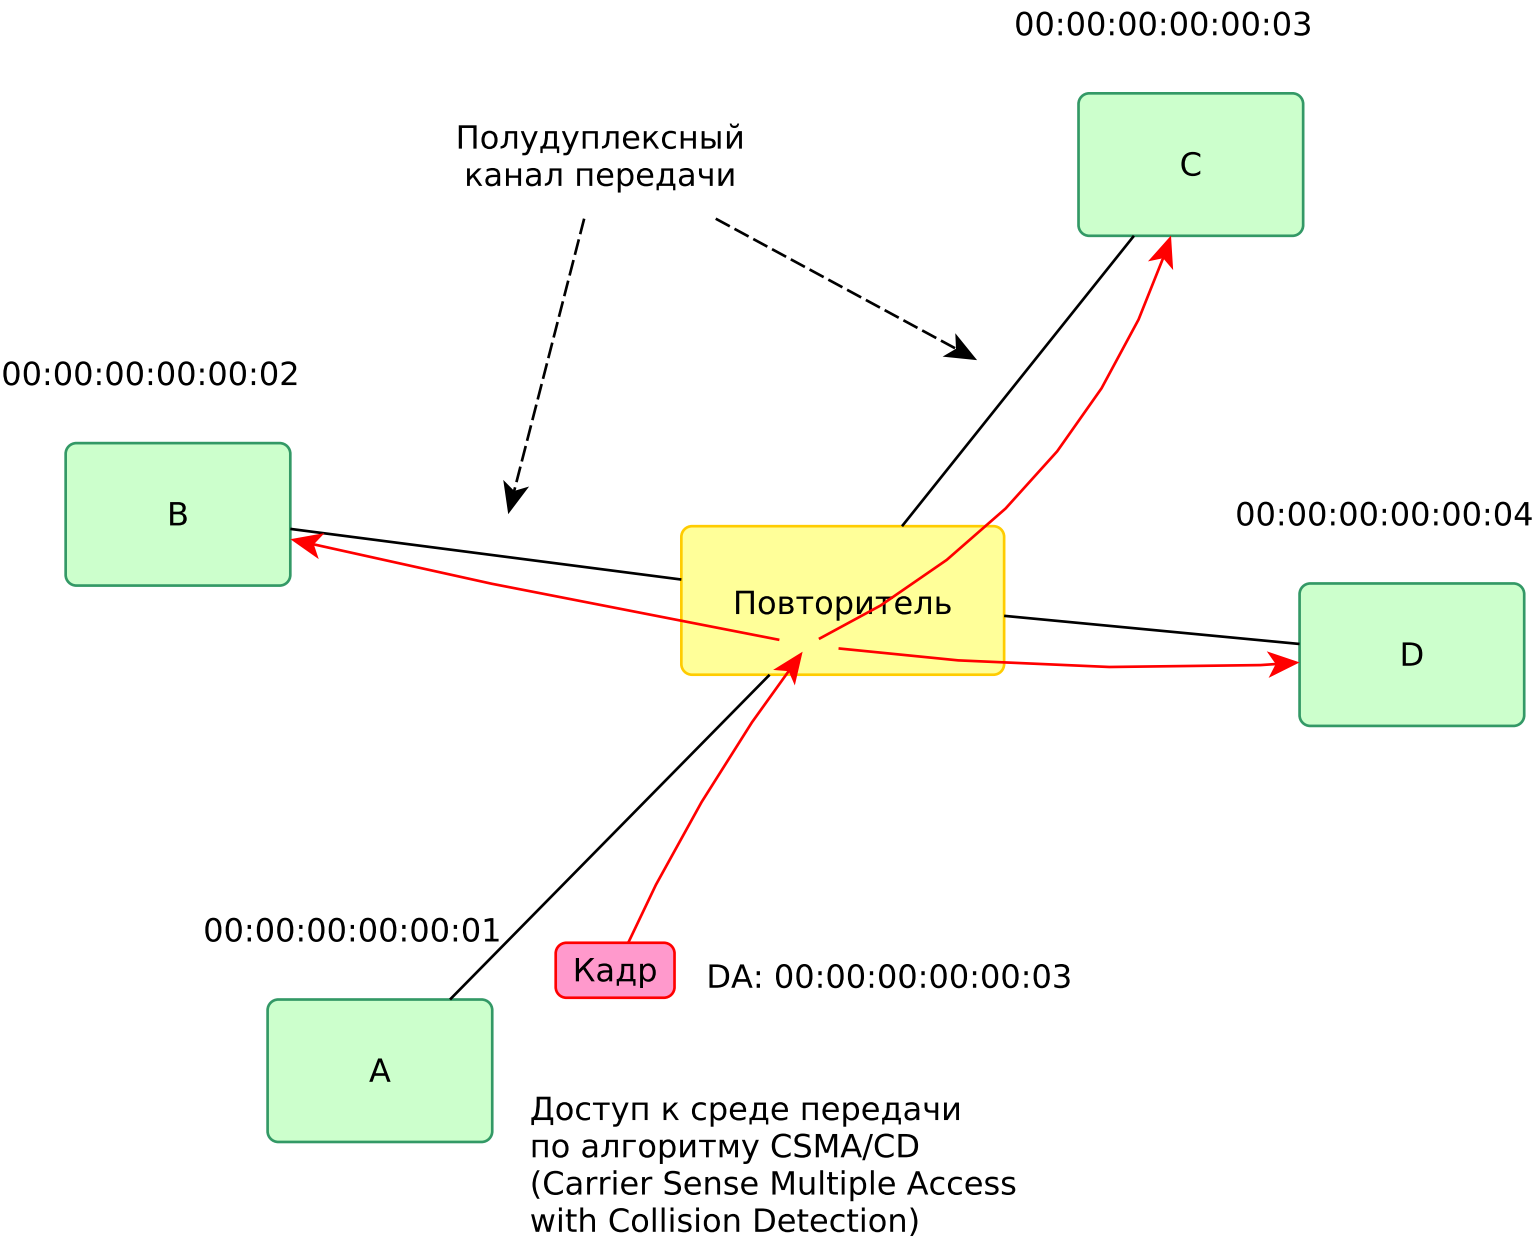 00:00:00:00:00:03
Полудуплексный
канал передачи
C
00:00:00:00:00:02
B
00:00:00:00:00:04
Повторитель
D
00:00:00:00:00:01
Кадр
DA: 00:00:00:00:00:03
A
Доступ к среде передачи
по алгоритму CSMA/CD
(Carrier Sense Multiple Access
with Collision Detection)